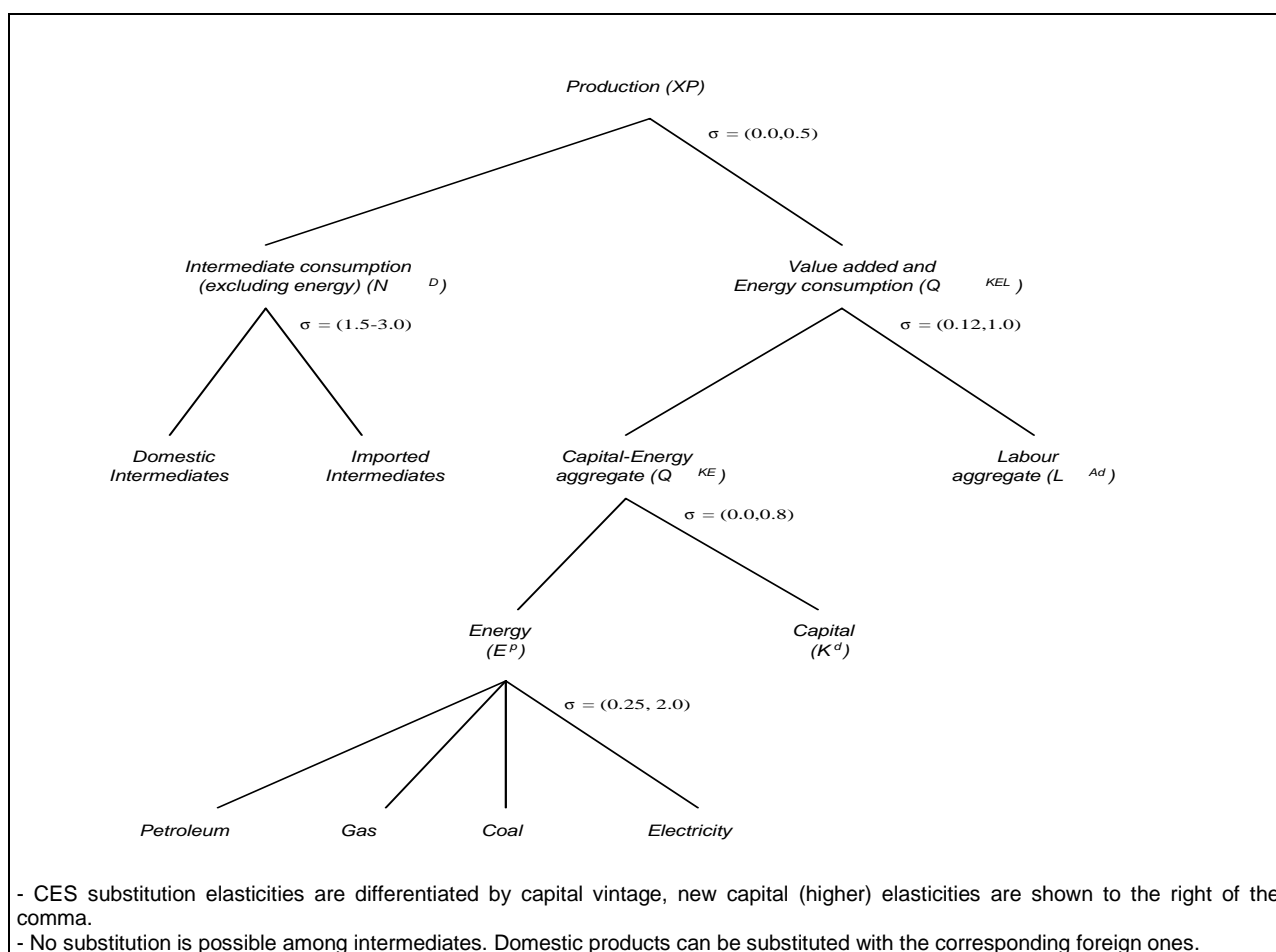 Production (XP)
σ = (0.0,0.5)
Intermediate consumption
(excluding energy) (N D)
Value added and
Energy consumption (Q KEL)
σ = (1.5-3.0)
σ = (0.12,1.0)
Domestic
Intermediates
Imported
Intermediates
Capital-Energy
aggregate (Q KE)
Labour
aggregate (L Ad)
σ = (0.0,0.8)
Energy
(E p)
Capital
(K d)
σ = (0.25, 2.0)
Petroleum
Gas
Coal
Electricity
- CES substitution elasticities are differentiated by capital vintage, new capital (higher) elasticities are shown to the right of the
comma.
- No substitution is possible among intermediates. Domestic products can be substituted with the corresponding foreign ones.